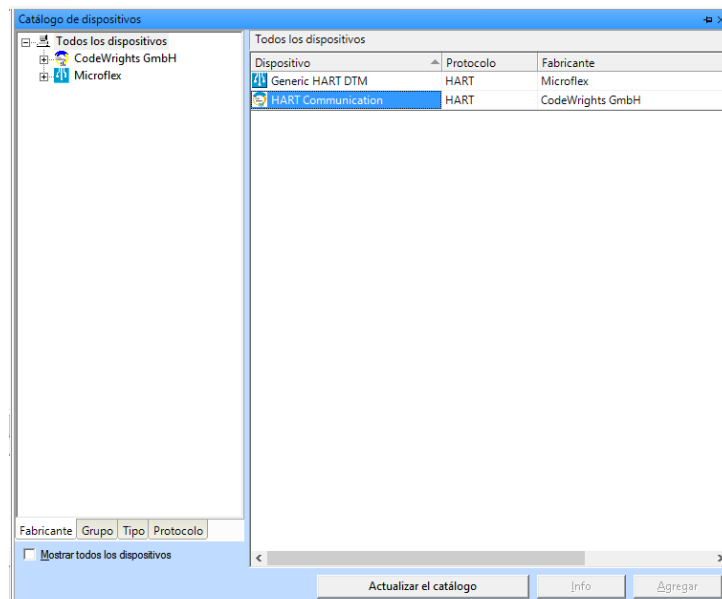 Catálogo de dispositivos
Todos los dispositivos
CodeWrights GmbH
Microflex
Todos los dispositivos
Dispositivo Protocolo Fabricante
Generic HART DTM HART Microflex
HART Communication HART CodeWrights GmbH
Fabricante Grupo Tipo Protocolo
Mostrar todos los dispositivos
Actualizar el catálogo Info Agregar